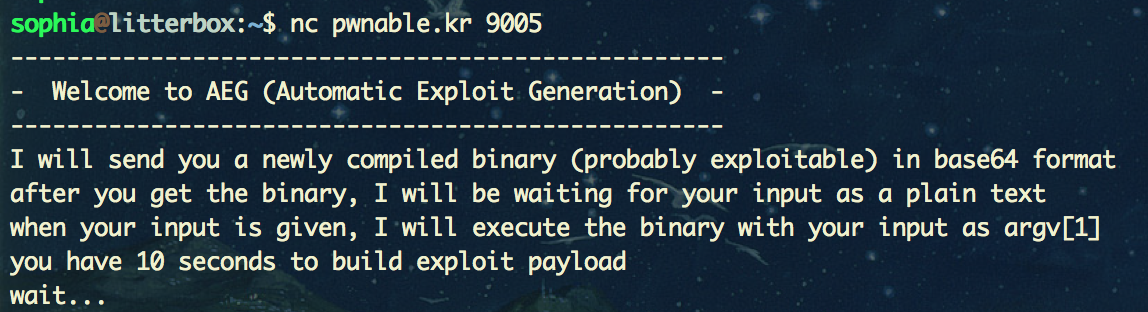 sophia@litterbox:~$ nc pwnable.kr 9005
------------------------------------------------------
-  Welcome to AEG (Automatic Exploit Generation)  -
------------------------------------------------------
I will send you a newly compiled binary (probably exploitable) in base64 format
after you get the binary, I will be waiting for your input as a plain text
when your input is given, I will execute the binary with your input as argv[1]
you have 10 seconds to build exploit payload
wait...